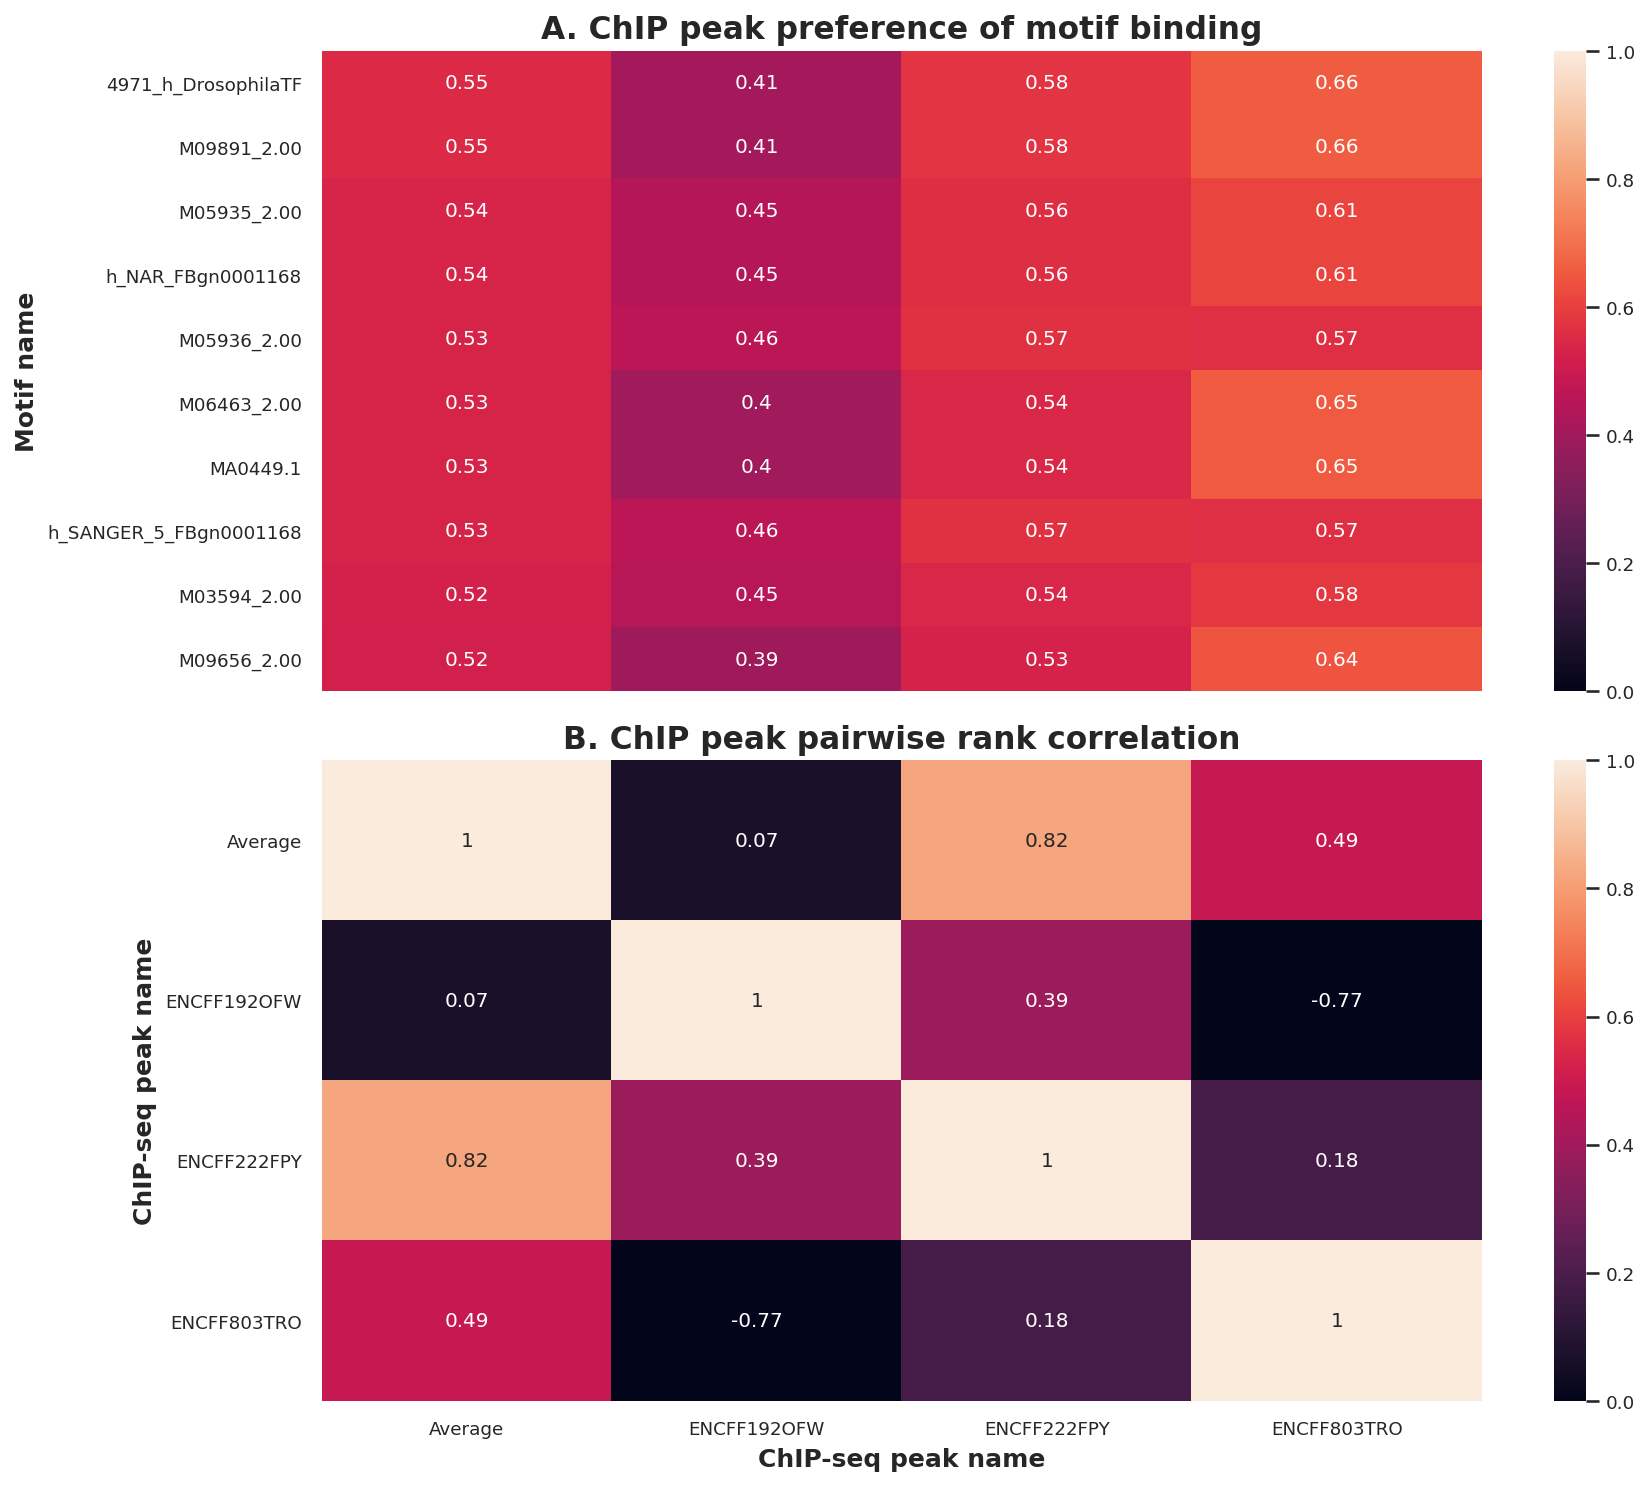 A. ChIP peak preference of motif binding
Motif name
4971_h_DrosophilaTF 0.55 0.41 0.58 0.66
M09891_2.00 0.55 0.41 0.58 0.66
M05935_2.00 0.54 0.45 0.56 0.61
h_NAR_FBgn0001168 0.54 0.45 0.56 0.61
M05936_2.00 0.53 0.46 0.57 0.57
M06463_2.00 0.53 0.4 0.54 0.65
MA0449.1 0.53 0.4 0.54 0.65
h_SANGER_5_FBgn0001168 0.53 0.46 0.57 0.57
M03594_2.00 0.52 0.45 0.54 0.58
M09656_2.00 0.52 0.39 0.53 0.64
1.0
0.8
0.6
0.4
0.2
0.0
B. ChIP peak pairwise rank correlation
ChIP-seq peak name
Average 1 0.07 0.82 0.49
ENCFF192OFW 0.07 1 0.39 -0.77
ENCFF222FPY 0.82 0.39 1 0.18
ENCFF803TRO 0.49 -0.77 0.18 1
Average ENCFF192OFW ENCFF222FPY ENCFF803TRO
ChIP-seq peak name
1.0
0.8
0.6
0.4
0.2
0.0